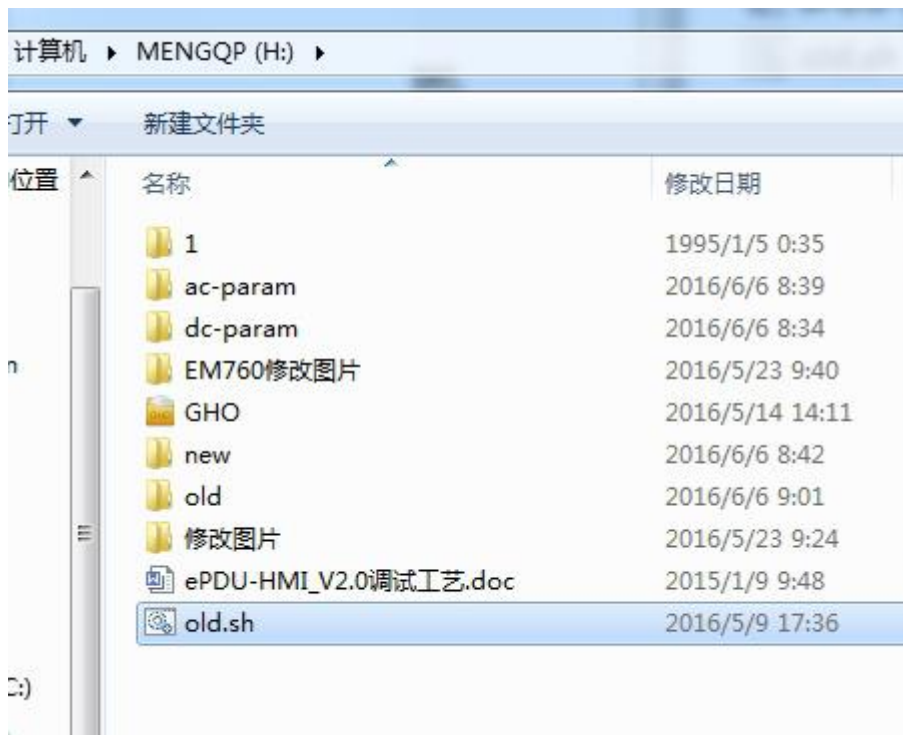 计算机 MENGQP (H:)
打开 新建文件夹
位置 名称 修改日期
1 1995/1/5 0:35
ac-param 2016/6/6 8:39
dc-param 2016/6/6 8:34
n EM760修改图片 2016/5/23 9:40
GHO 2016/5/14 14:11
new 2016/6/6 8:42
old 2016/6/6 9:01
修改图片 2016/5/23 9:24
ePDU-HMI_V2.0调试工艺.doc 2015/1/9 9:48
old.sh 2016/5/9 17:36
C:)